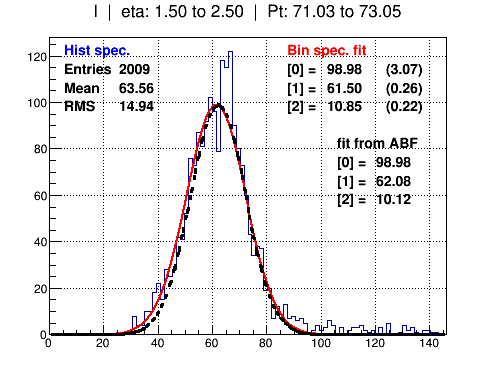 I | eta: 1.50 to 2.50 | Pt: 71.03 to 73.05
Hist spec.
Entries 2009
Mean 63.56
RMS 14.94
Bin spec. fit
[0] = 98.98 (3.07)
[1] = 61.50 (0.26)
[2] = 10.85 (0.22)
fit from ABF
[0] = 98.98
[1] = 62.08
[2] = 10.12
120
100
80
60
40
20
0
0 20 40 60 80 100 120 140